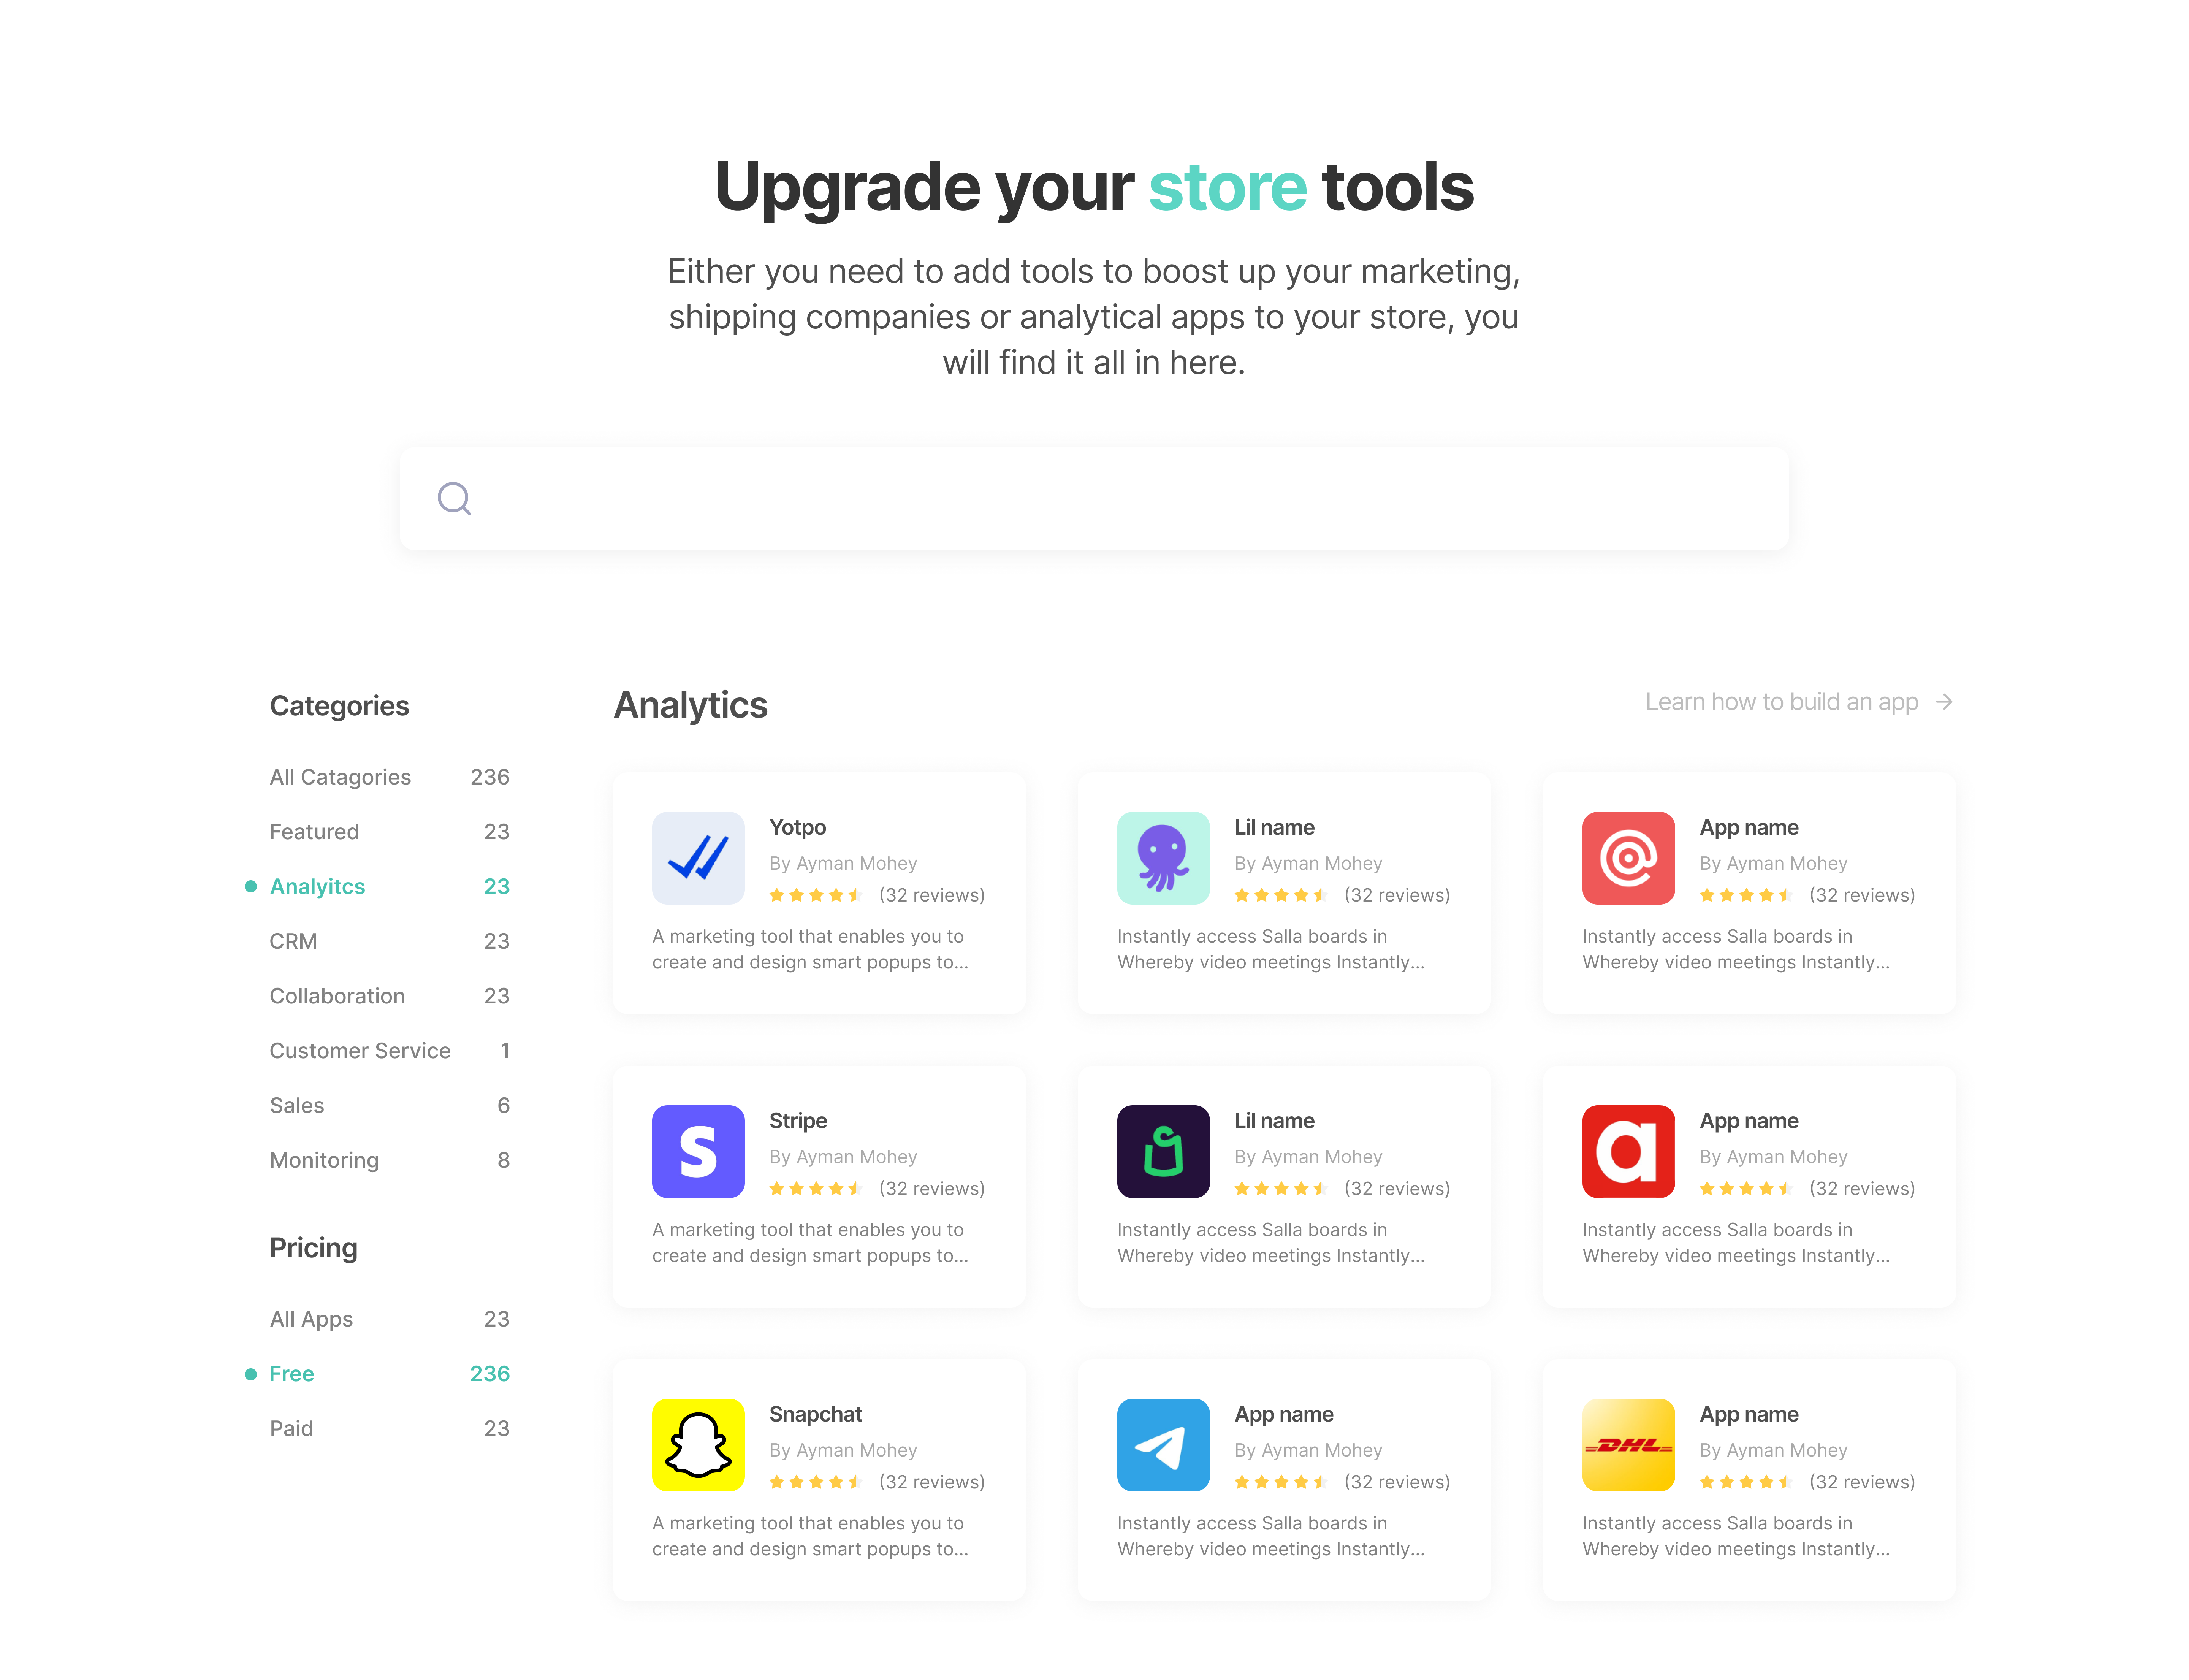 Upgrade your store tools
Either you need to add tools to boost up your marketing,
shipping companies or analytical apps to your store, you
will find it all in here.
Categories
All Catagories 236
Featured 23
Analyitcs 23
CRM 23
Collaboration 23
Customer Service 1
Sales 6
Monitoring 8
Pricing
All Apps 23
Free 236
Paid 23
Analytics
Learn how to build an app →
Yotpo
By Ayman Mohey
(32 reviews)
A marketing tool that enables you to
create and design smart popups to...
Lil name
By Ayman Mohey
(32 reviews)
Instantly access Salla boards in
Whereby video meetings Instantly...
App name
By Ayman Mohey
(32 reviews)
Instantly access Salla boards in
Whereby video meetings Instantly...
S
Stripe
By Ayman Mohey
(32 reviews)
A marketing tool that enables you to
create and design smart popups to...
Lil name
By Ayman Mohey
(32 reviews)
Instantly access Salla boards in
Whereby video meetings Instantly...
a
App name
By Ayman Mohey
(32 reviews)
Instantly access Salla boards in
Whereby video meetings Instantly...
Snapchat
By Ayman Mohey
(32 reviews)
A marketing tool that enables you to
create and design smart popups to...
App name
By Ayman Mohey
(32 reviews)
Instantly access Salla boards in
Whereby video meetings Instantly...
DHL
App name
By Ayman Mohey
(32 reviews)
Instantly access Salla boards in
Whereby video meetings Instantly...